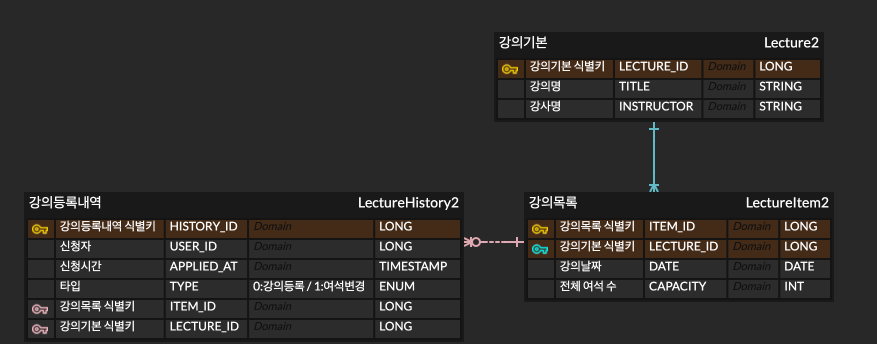 강의기본 Lecture2
강의기본 식별키 LECTURE_ID Domain LONG
강의명 TITLE Domain STRING
강사명 INSTRUCTOR Domain STRING
강의등록내역 LectureHistory2
강의등록내역 식별키 HISTORY_ID Domain LONG
신청자 USER_ID Domain LONG
신청시간 APPLIED_AT Domain TIMESTAMP
타입 TYPE 0:강의등록 / 1:여석변경 ENUM
강의목록 식별키 ITEM_ID Domain LONG
강의기본 식별키 LECTURE_ID Domain LONG
강의목록 LectureItem2
강의목록 식별키 ITEM_ID Domain LONG
강의기본 식별키 LECTURE_ID Domain LONG
강의날짜 DATE Domain DATE
전체 여석 수 CAPACITY Domain INT